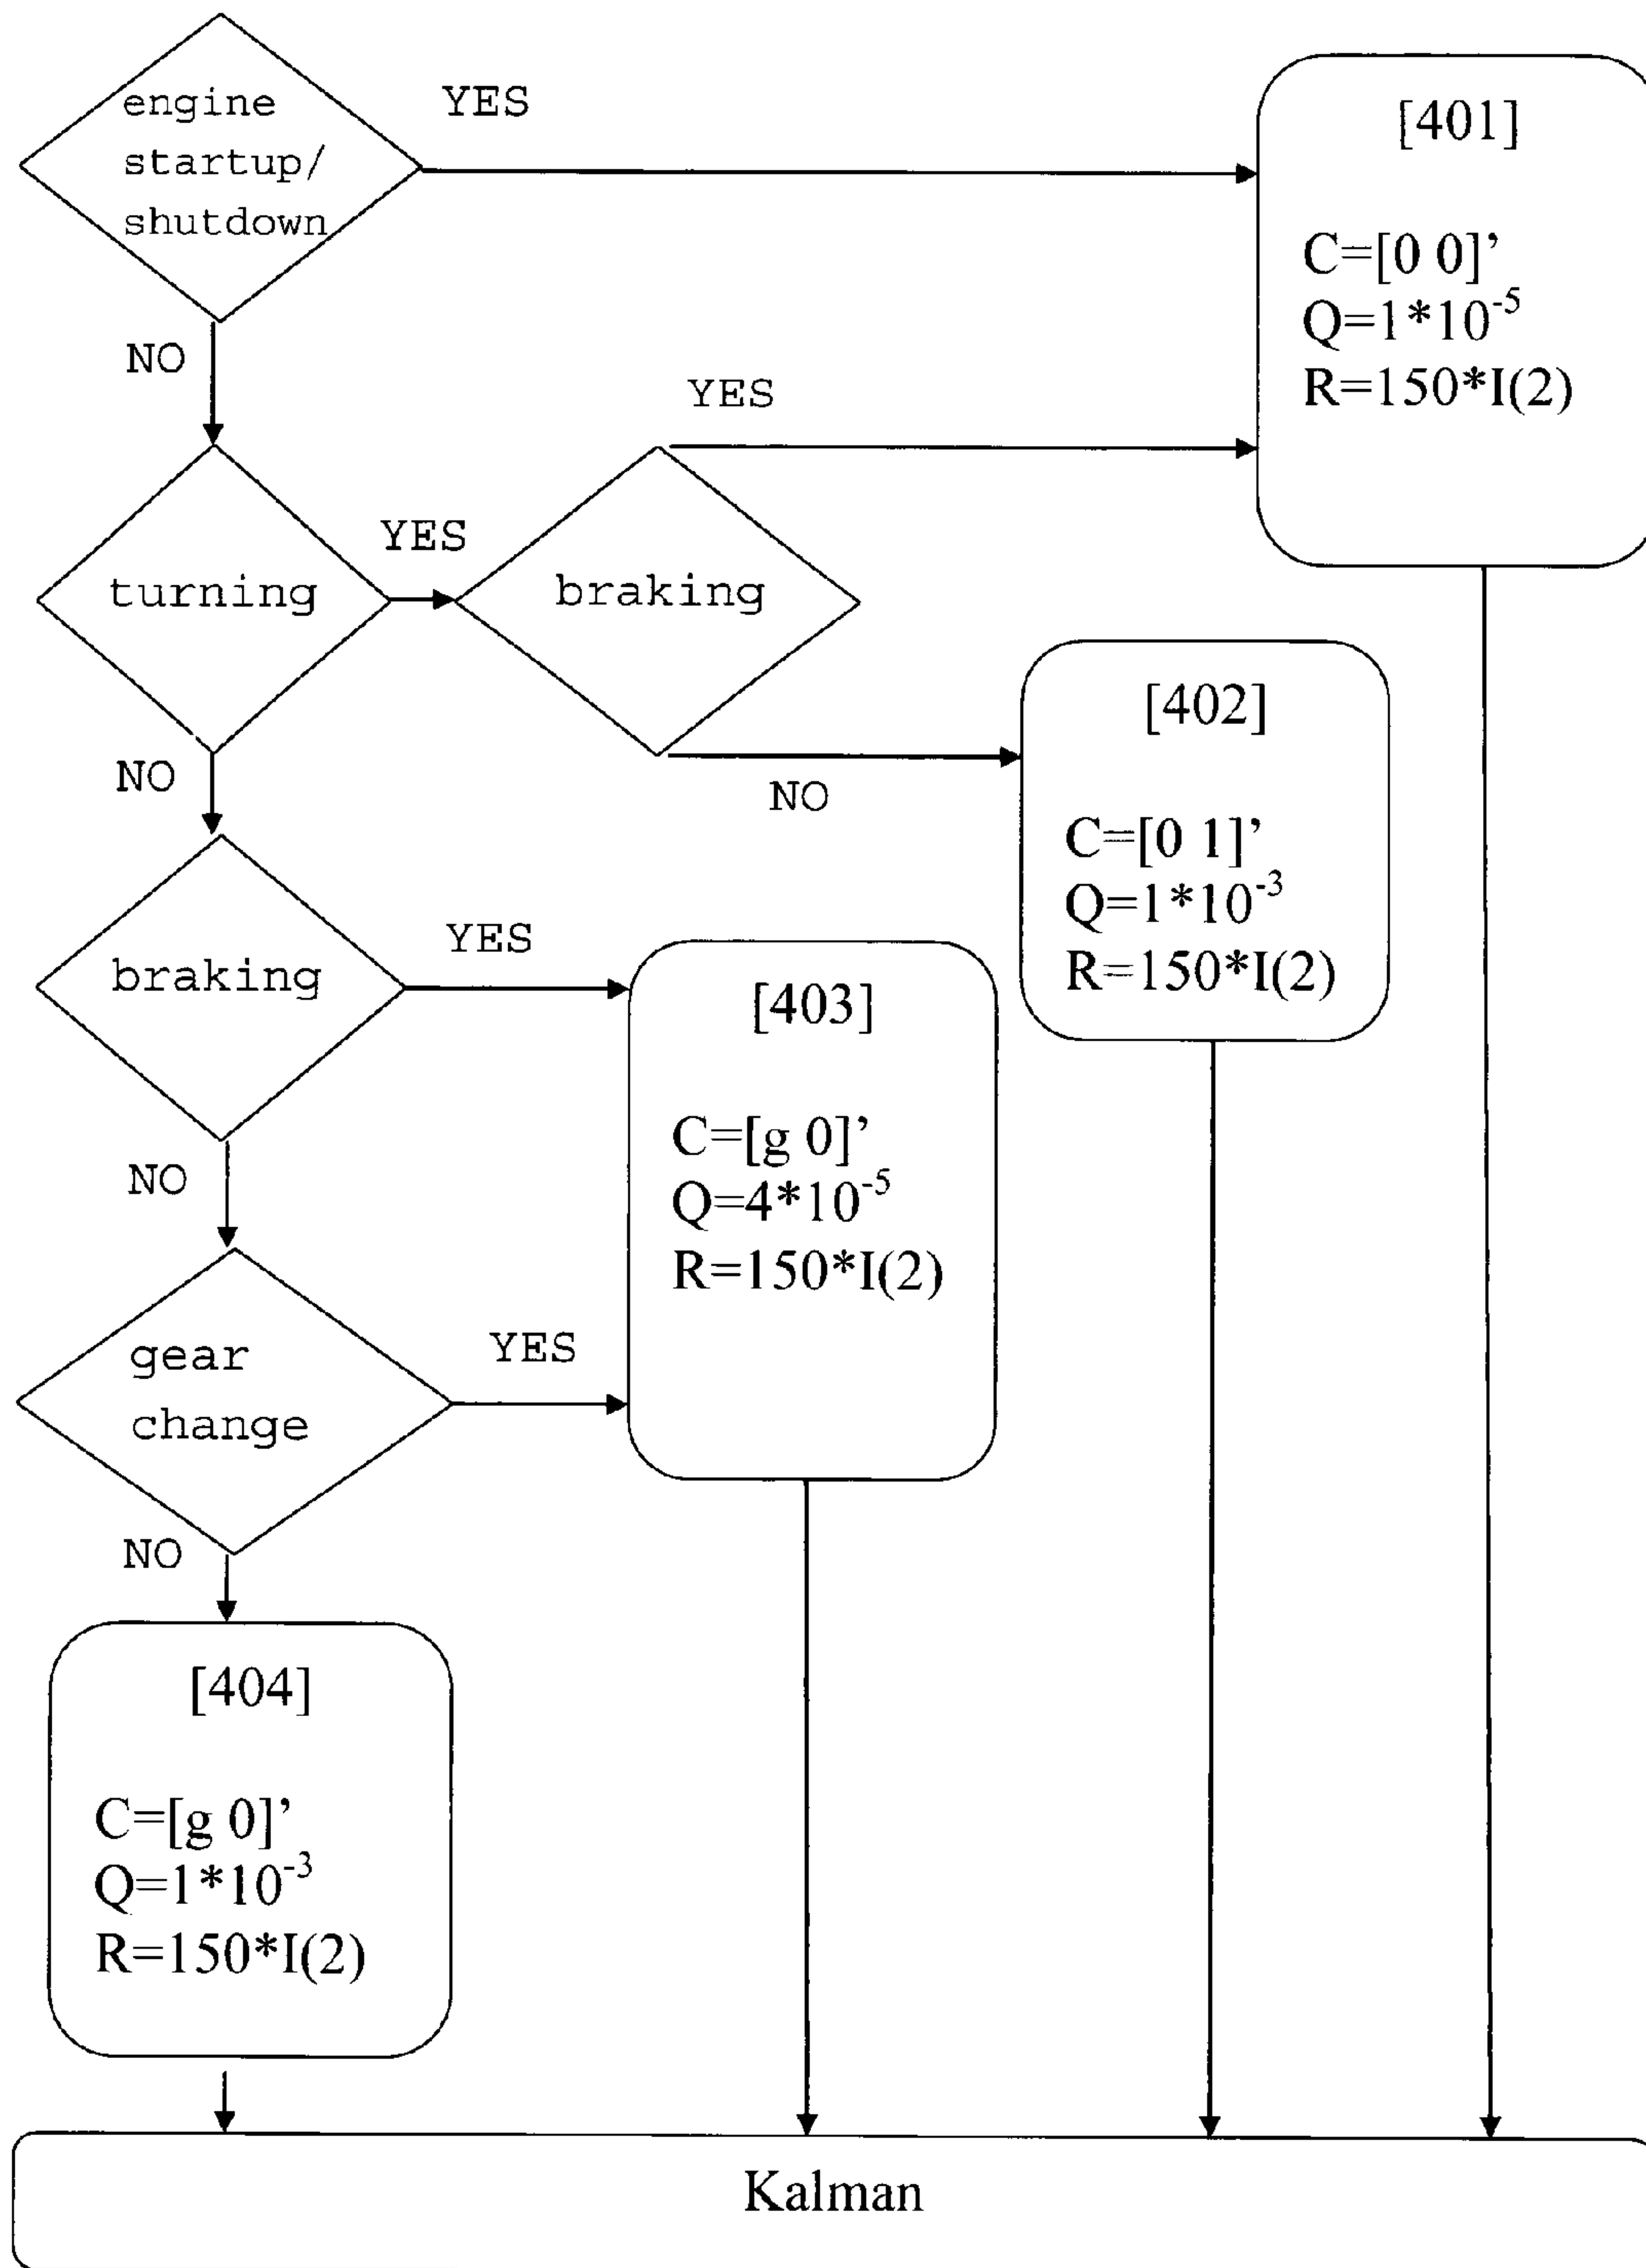 engine
startup/
shutdown
YES
[401]
C=[0 0]’
Q=1*10⁻⁵
R=150*I(2)
NO
YES
turning
YES
braking
[402]
C=[0 1]’
Q=1*10⁻³
R=150*I(2)
NO
NO
braking
YES
[403]
C=[g 0]’
Q=4*10⁻⁵
R=150*I(2)
NO
gear
change
YES
NO
[404]
C=[g 0]’
Q=1*10⁻³
R=150*I(2)
Kalman